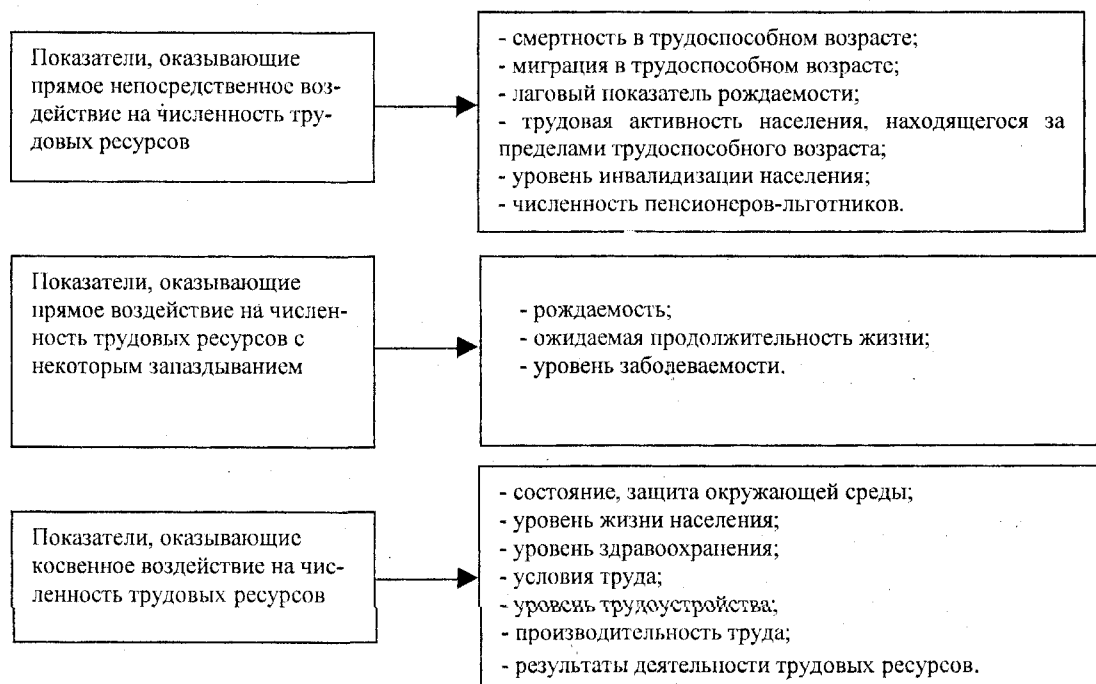 Показатели, оказывающие
прямое непосредственное воз-
действие на численность тру-
довых ресурсов
- смертность в трудоспособном возрасте;
- миграция в трудоспособном возрасте;
- лаговый показатель рождаемости;
- трудовая активность населения, находящегося за
пределами трудоспособного возраста;
- уровень инвалидизации населения;
- численность пенсионеров-льготников.
Показатели, оказывающие
прямое воздействие на числен-
ность трудовых ресурсов с
некоторым запаздыванием
- рождаемость;
- ожидаемая продолжительность жизни;
- уровень заболеваемости.
Показатели, оказывающие
косвенное воздействие на чис-
ленность трудовых ресурсов
- состояние, защита окружающей среды;
- уровень жизни населения;
- уровень здравоохранения;
- условия труда;
- уровень трудоустройства;
- производительность труда;
- результаты деятельности трудовых ресурсов.